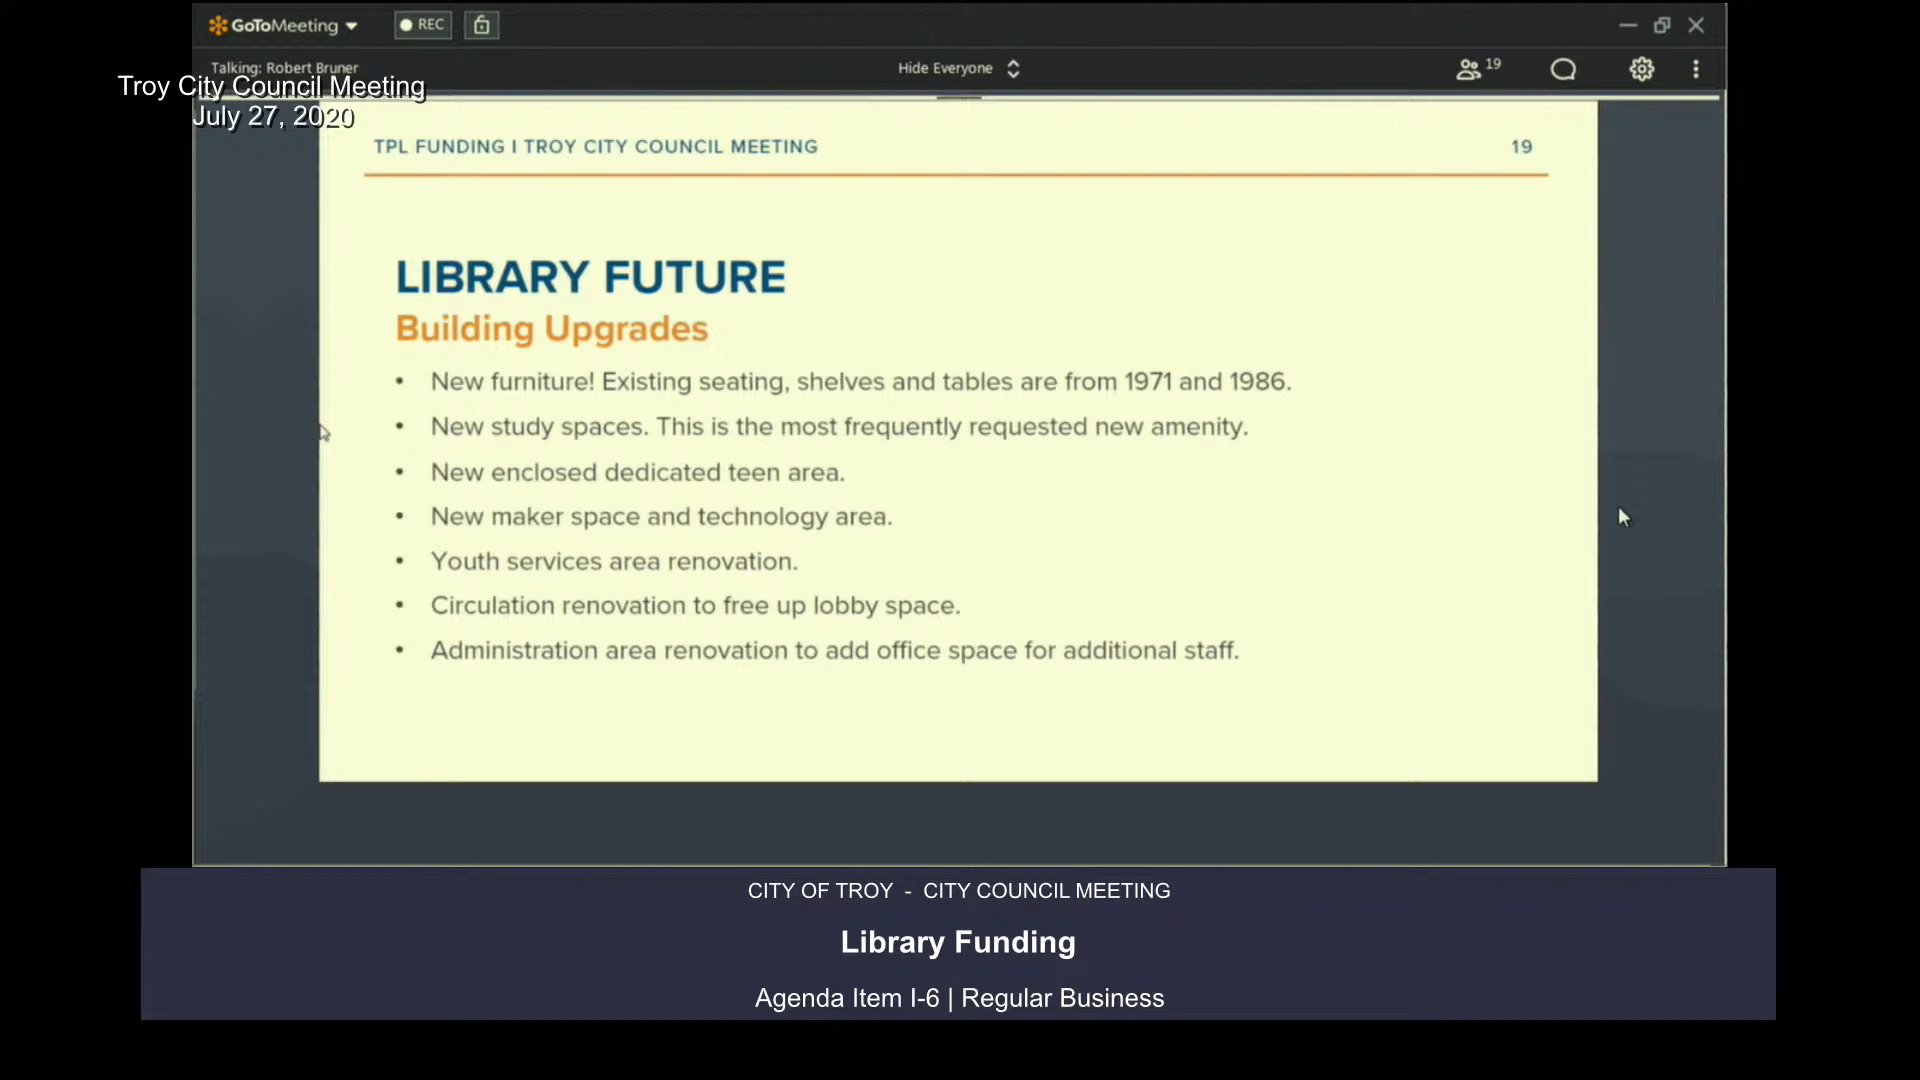 GoToMeeting
REC
Talking: Robert Bruner
Hide Everyone
19
Troy City Council Meeting
July 27, 2020
TPL FUNDING I TROY CITY COUNCIL MEETING
19
LIBRARY FUTURE
Building Upgrades
• New furniture! Existing seating, shelves and tables are from 1971 and 1986.
• New study spaces. This is the most frequently requested new amenity.
• New enclosed dedicated teen area.
• New maker space and technology area.
• Youth services area renovation.
• Circulation renovation to free up lobby space.
• Administration area renovation to add office space for additional staff.
CITY OF TROY - CITY COUNCIL MEETING
Library Funding
Agenda Item I-6 | Regular Business